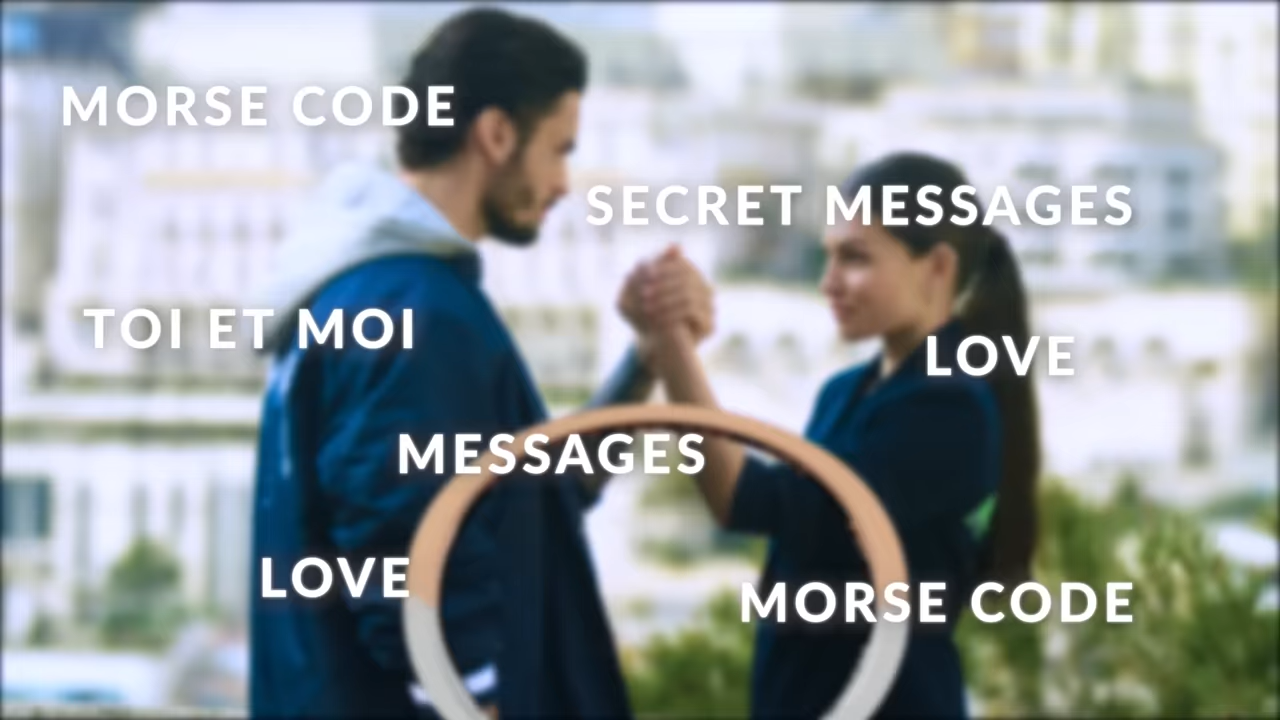 MORSE CODE
SECRET MESSAGES
TOI ET MOI
LOVE
MESSAGES
LOVE
MORSE CODE